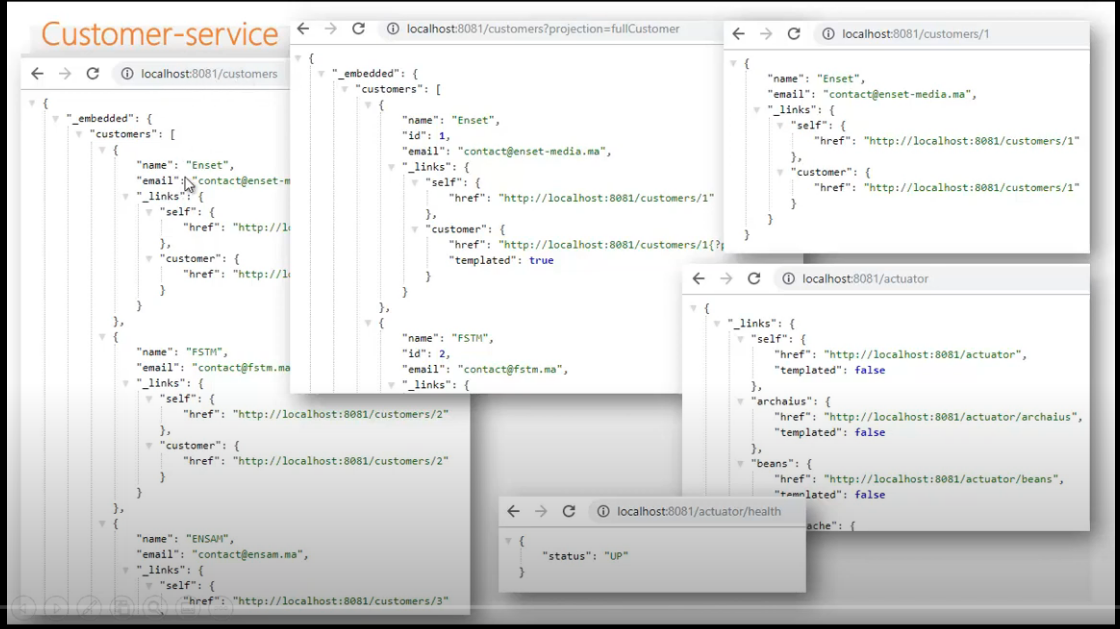 Customer-service
localhost:8081/customers
{
"_embedded": {
"customers": [
{
"name": "Enset",
"email": "contact@enset-m
"_links": {
"self": {
"href": "http://lo
},
"customer": {
"href": "http://lo
}
}
},
{
"name": "FSTM",
"email": "contact@fstm.ma
"_links": {
"self": {
"href": "http://localhost:8081/customers/2"
},
"customer": {
"href": "http://localhost:8081/customers/2"
}
}
},
{
"name": "ENSAM",
"email": "contact@ensam.ma",
"_links": {
"self": {
"href": "http://localhost:8081/customers/3"
localhost:8081/customers?projection=fullCustomer
{
"_embedded": {
"customers": [
{
"name": "Enset",
"id": 1,
"email": "contact@enset-media.ma",
"_links": {
"self": {
"href": "http://localhost:8081/customers/1"
},
"customer": {
"href": "http://localhost:8081/customers/1{?p
"templated": true
}
}
},
{
"name": "FSTM",
"id": 2,
"email": "contact@fstm.ma",
"_links": {
localhost:8081/customers/1
{
"name": "Enset",
"email": "contact@enset-media.ma",
"_links": {
"self": {
"href": "http://localhost:8081/customers/1"
},
"customer": {
"href": "http://localhost:8081/customers/1"
}
}
}
localhost:8081/actuator
{
"_links": {
"self": {
"href": "http://localhost:8081/actuator",
"templated": false
},
"archaius": {
"href": "http://localhost:8081/actuator/archaius",
"templated": false
},
"beans": {
"href": "http://localhost:8081/actuator/beans",
"templated": false
ache": {
localhost:8081/actuator/health
{
"status": "UP"
}